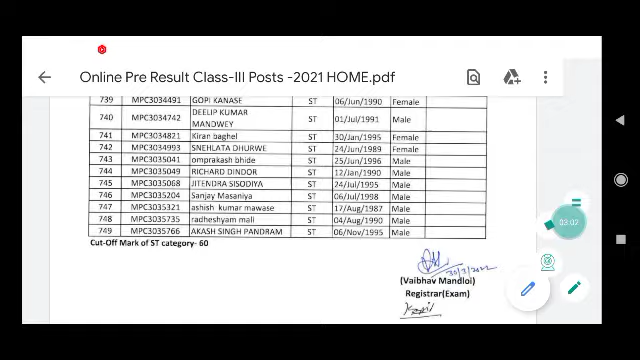 Online Pre Result Class-III Posts -2021 HOME.pdf
739 MPC3034491 GOPI KANASE ST 06/Jun/1990 Female
740 MPC3034742 DEELIP KUMAR MANDWEY ST 01/Jul/1991 Male
741 MPC3034821 Kiran baghel ST 30/Jan/1995 Female
742 MPC3034993 SNEHLATA DHURWE ST 24/Jun/1989 Female
743 MPC3035041 omprakash bhide ST 25/Jun/1996 Male
744 MPC3035049 RICHARD DINDOR ST 12/Jan/1990 Male
745 MPC3035068 JITENDRA SISODIYA ST 24/Jul/1995 Male
746 MPC3035204 Sanjay Masaniya ST 06/Jul/1998 Male
747 MPC3035321 ashish kumar mawase ST 17/Aug/1987 Male
748 MPC3035735 radheshyam mali ST 04/Aug/1990 Male
749 MPC3035766 AKASH SINGH PANDRAM ST 06/Nov/1995 Male
Cut-Off Mark of ST category- 60
03:02
30/3/2022
(Vaibhav Mandloi)
Registrar(Exam)